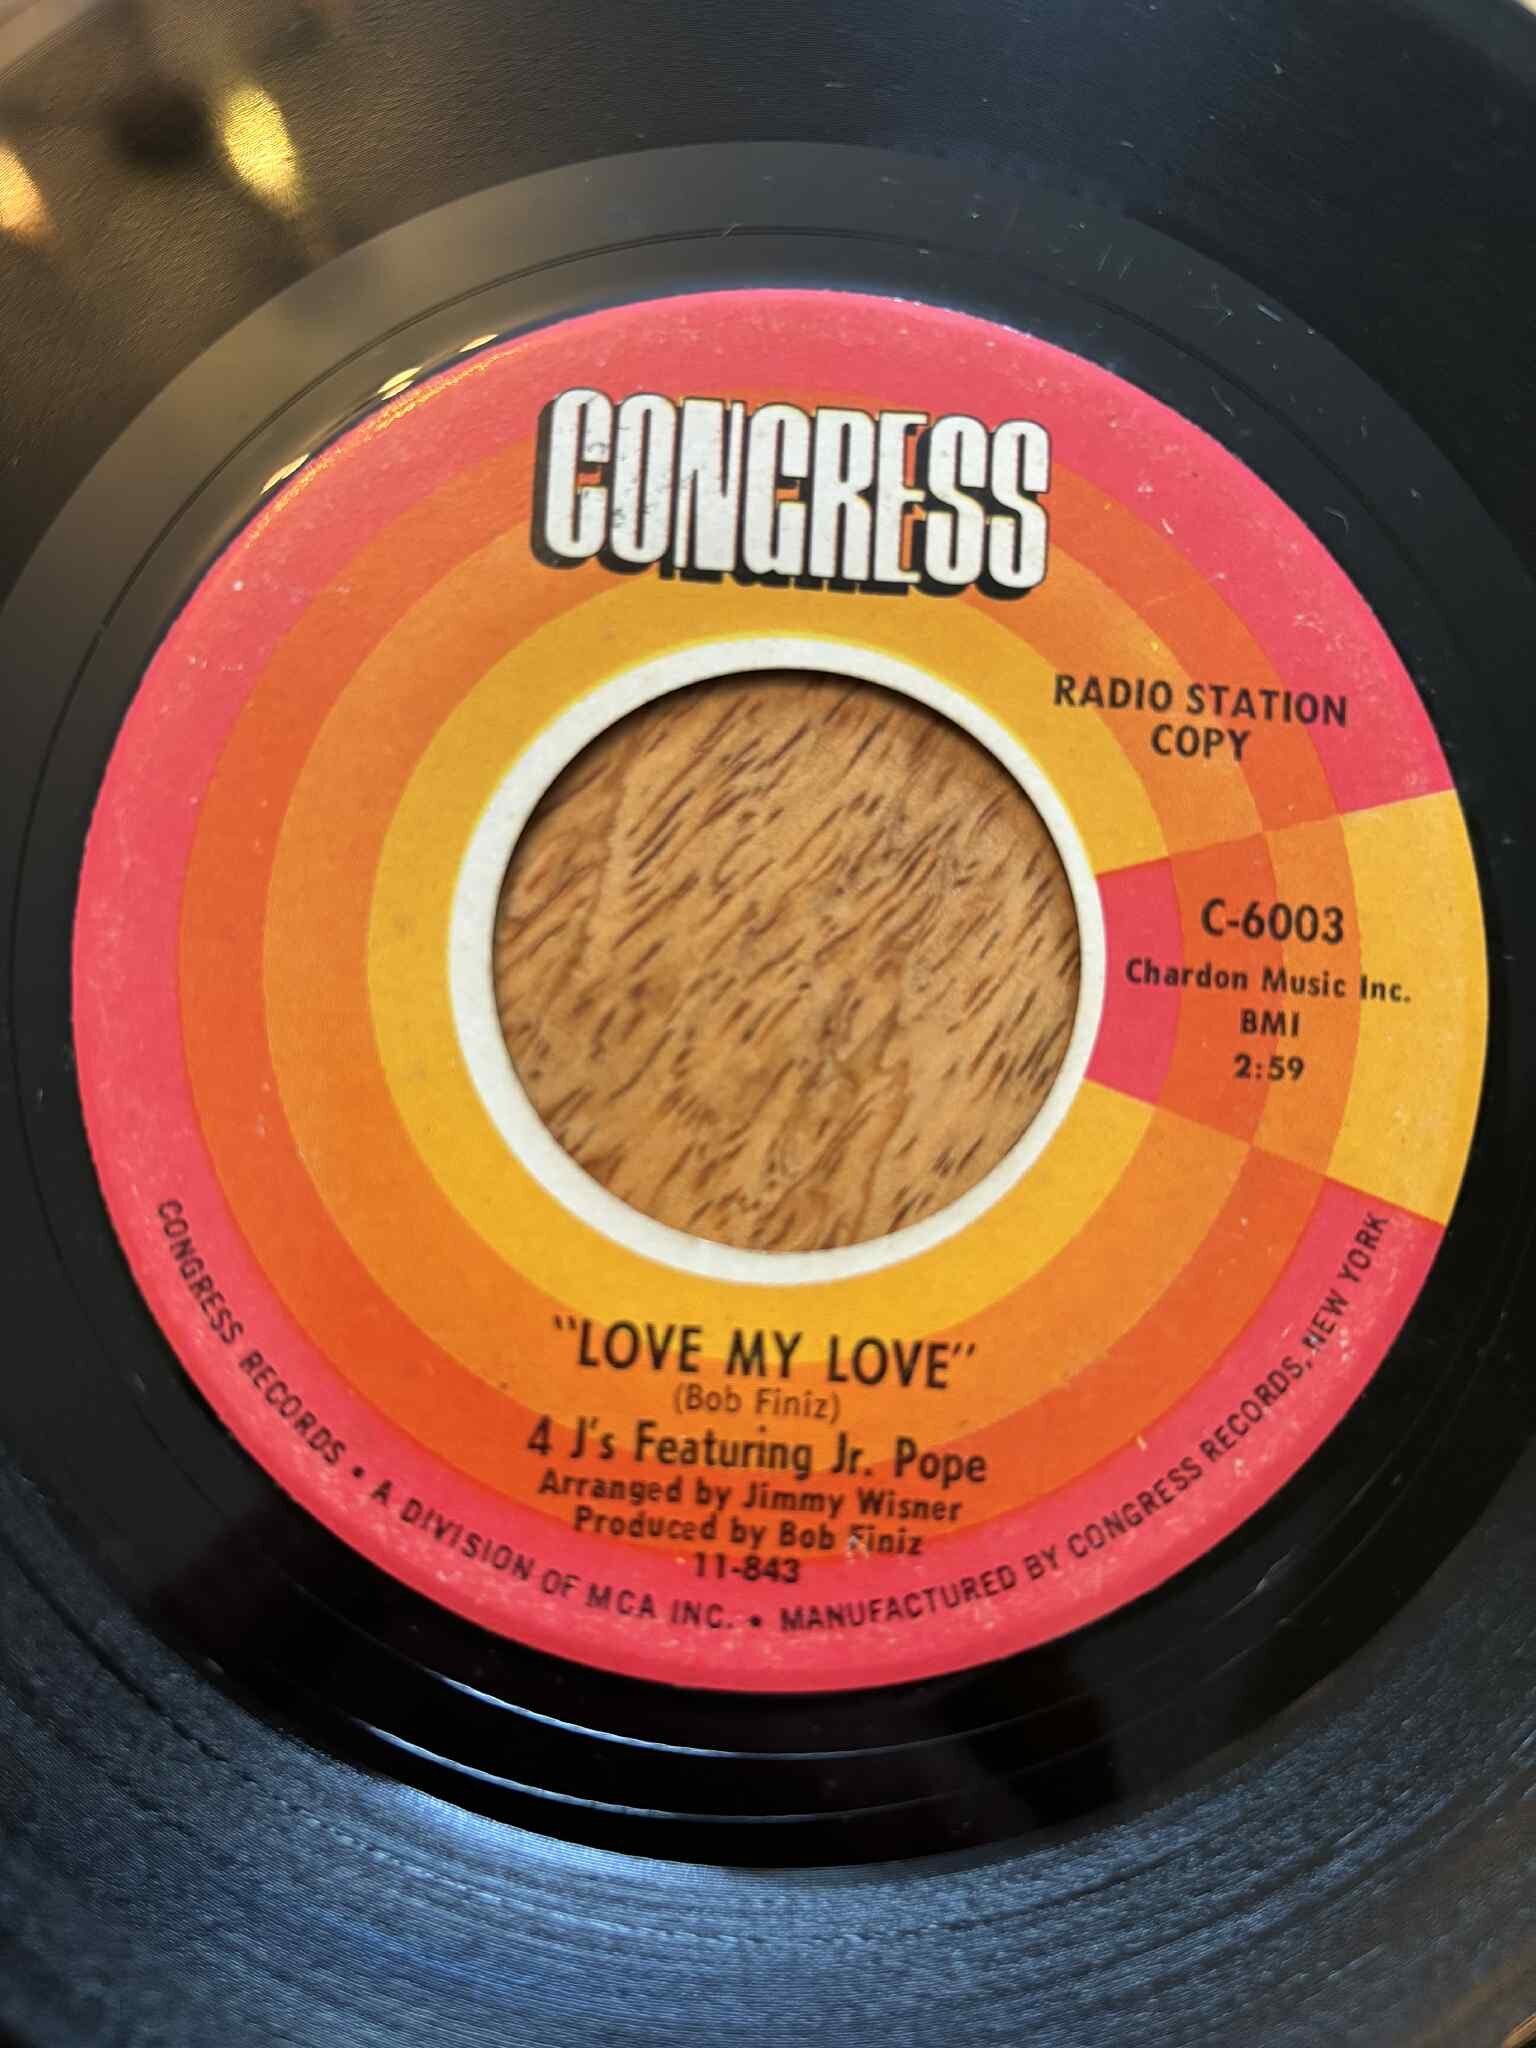 CONGRESS
RADIO STATION
COPY
C-6003
Chardon Music Inc.
BMI
2:59
"LOVE MY LOVE"
(Bob Finiz)
4 J's Featuring Jr. Pope
Arranged by Jimmy Wisner
Produced by Bob Finiz
11-843
CONGRESS RECORDS • A DIVISION OF MCA INC. • MANUFACTURED BY CONGRESS RECORDS, NEW YORK